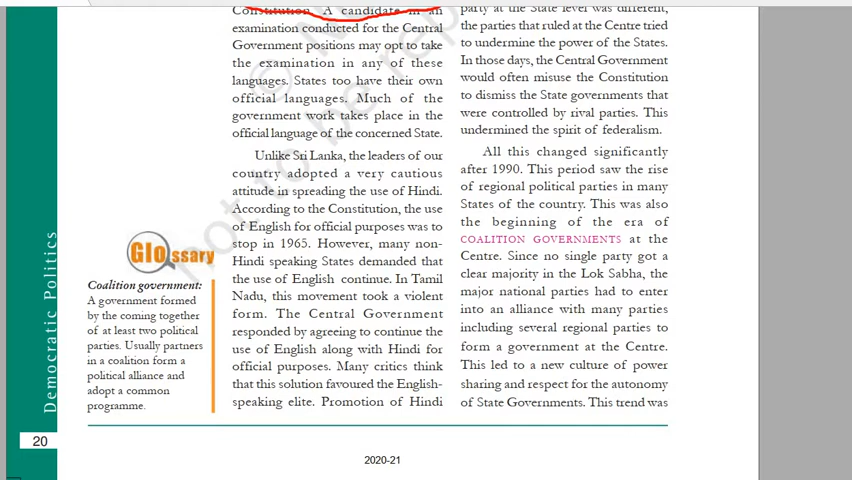 Constitution. A candidate in an
examination conducted for the Central
Government positions may opt to take
the examination in any of these
languages. States too have their own
official languages. Much of the
government work takes place in the
official language of the concerned State.
Unlike Sri Lanka, the leaders of our
country adopted a very cautious
attitude in spreading the use of Hindi.
According to the Constitution, the use
of English for official purposes was to
stop in 1965. However, many non-
Hindi speaking States demanded that
the use of English continue. In Tamil
Nadu, this movement took a violent
form. The Central Government
responded by agreeing to continue the
use of English along with Hindi for
official purposes. Many critics think
that this solution favoured the English-
speaking elite. Promotion of Hindi
party at the State level was different,
the parties that ruled at the Centre tried
to undermine the power of the States.
In those days, the Central Government
would often misuse the Constitution
to dismiss the State governments that
were controlled by rival parties. This
undermined the spirit of federalism.
All this changed significantly
after 1990. This period saw the rise
of regional political parties in many
States of the country. This was also
the beginning of the era of
COALITION GOVERNMENTS at the
Centre. Since no single party got a
clear majority in the Lok Sabha, the
major national parties had to enter
into an alliance with many parties
including several regional parties to
form a government at the Centre.
This led to a new culture of power
sharing and respect for the autonomy
of State Governments. This trend was
Glossary
Coalition government:
A government formed
by the coming together
of at least two political
parties. Usually partners
in a coalition form a
political alliance and
adopt a common
programme.
Democratic Politics
20
2020-21
not to be rep